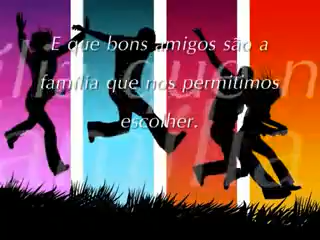 E que bons amigos são a
família que nos permitimos
escolher.